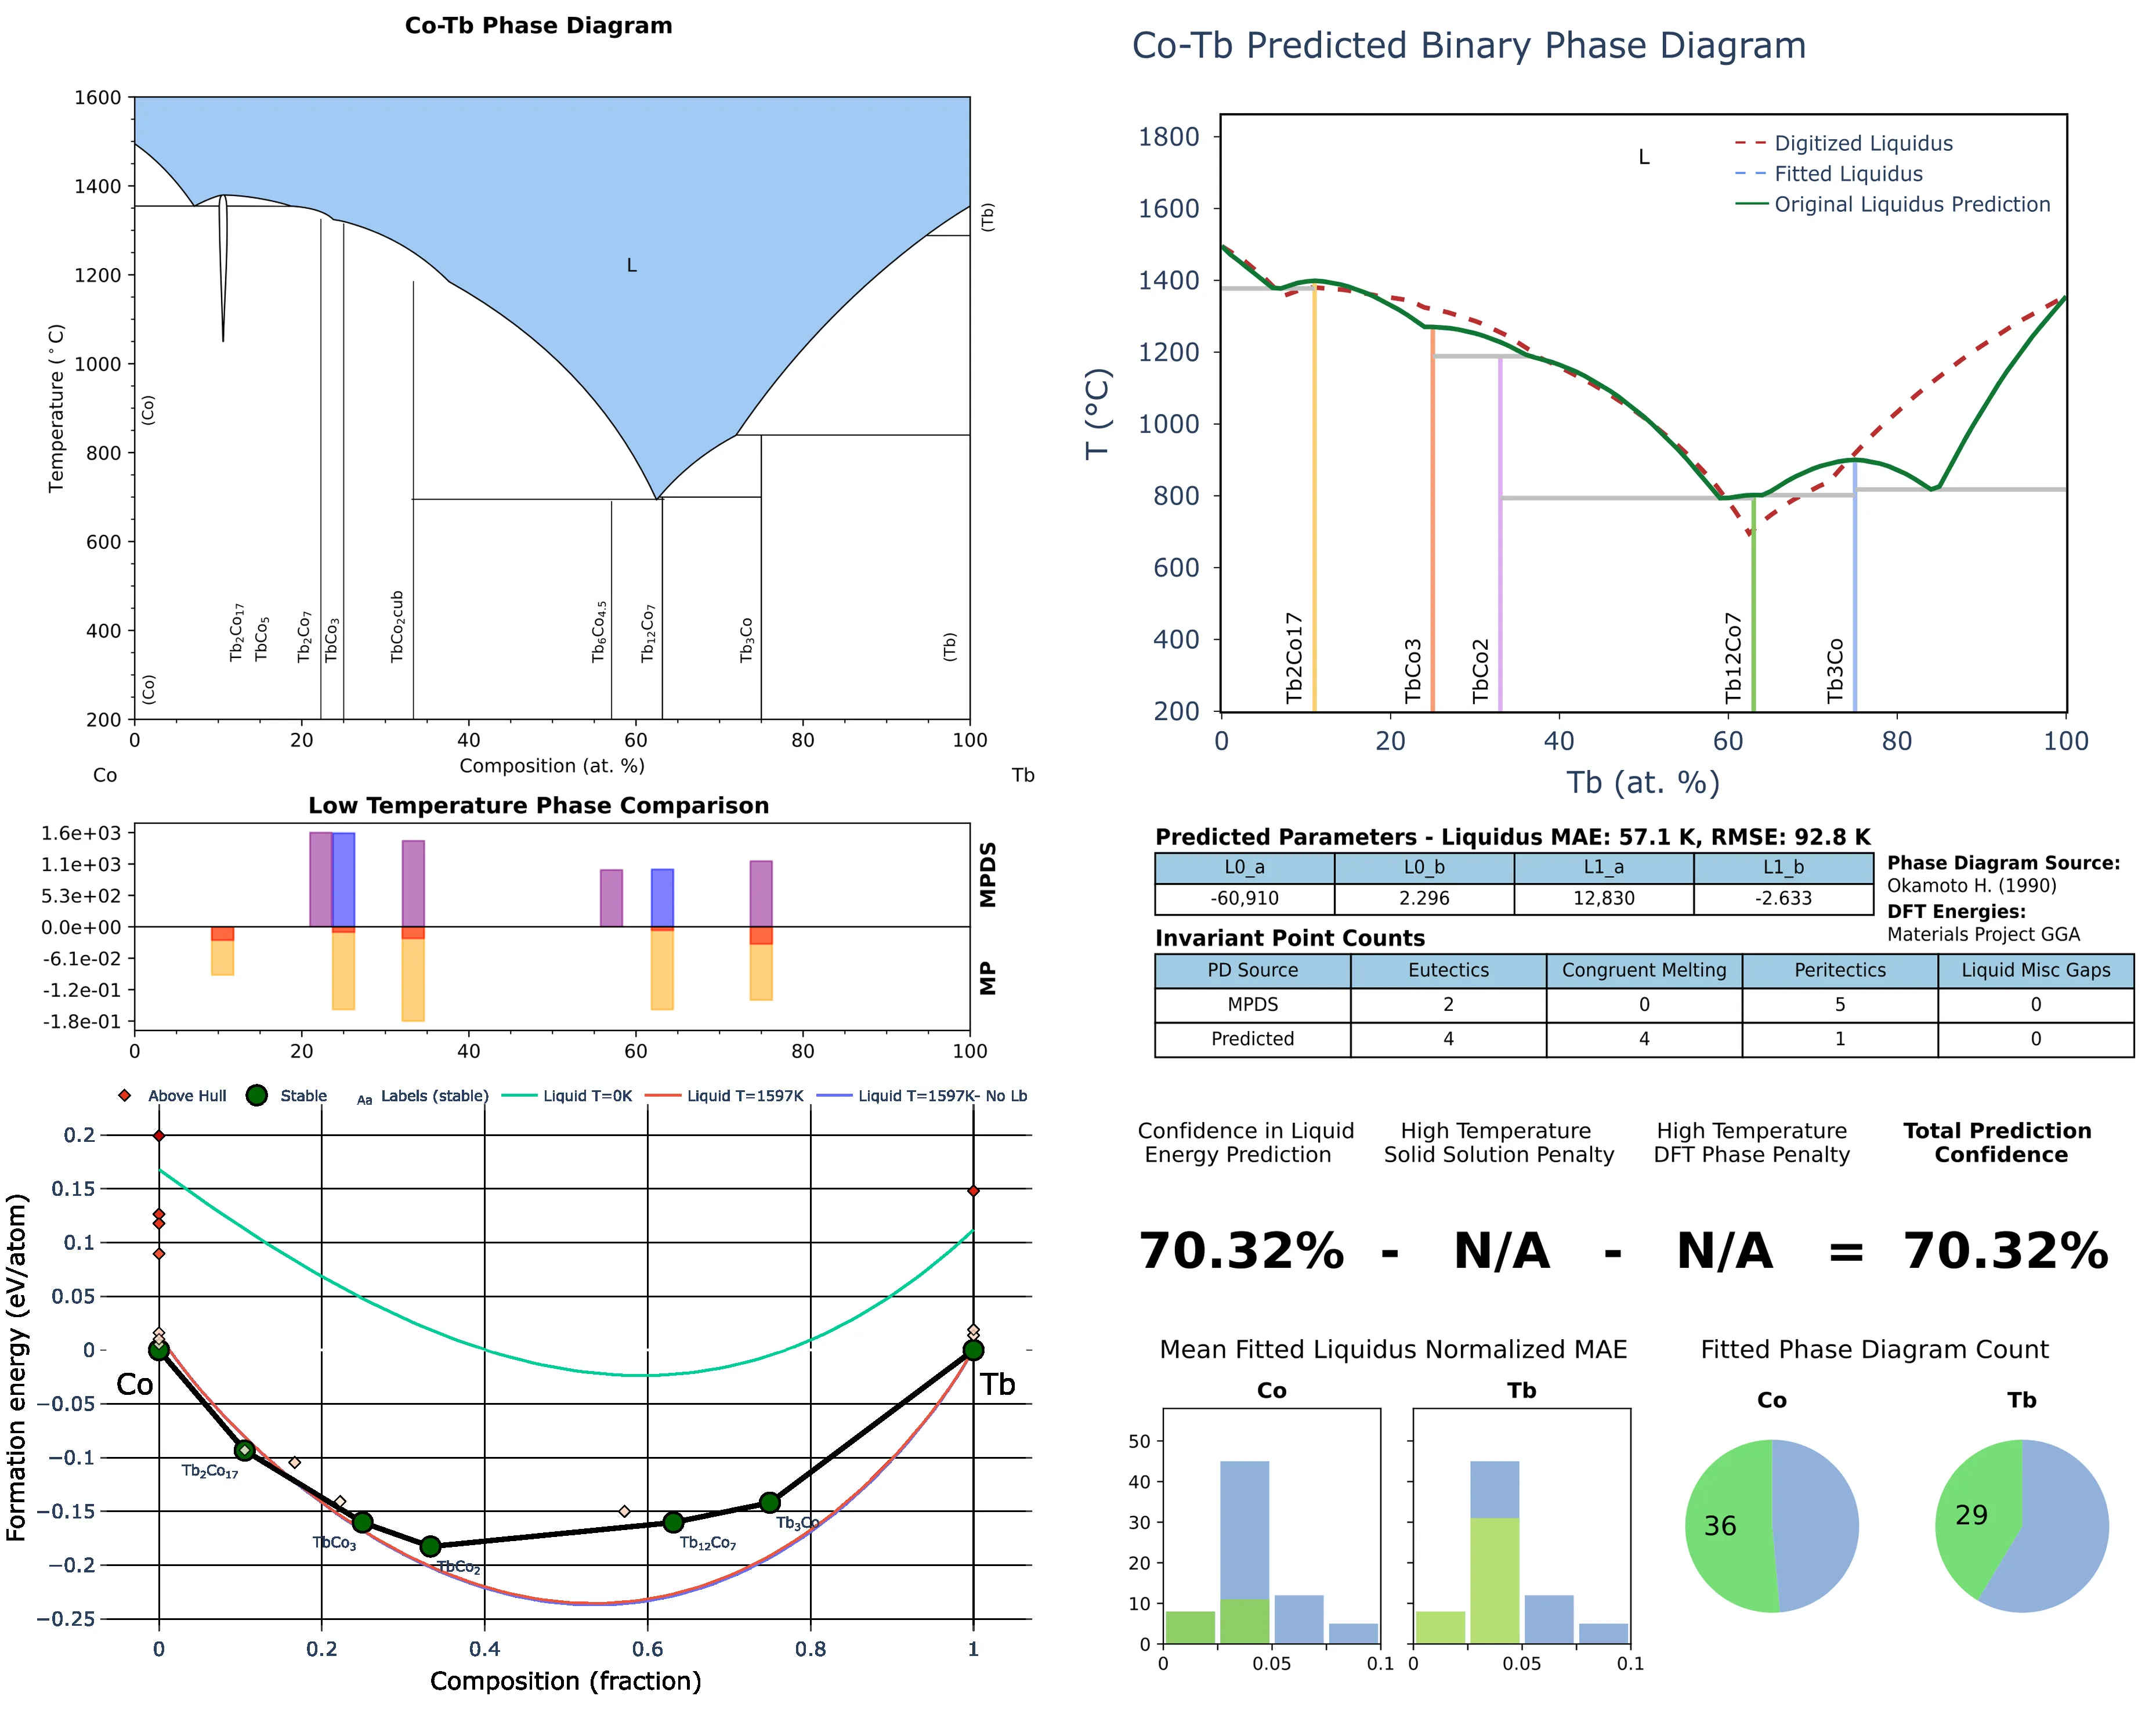 Co-Tb Phase Diagram
1600
1400
1200
1000
800
600
400
200
Temperature (°C)
L
(Co)
(Co)
Tb2Co17
TbCo5
Tb2Co7
TbCo3
TbCo2cub
Tb6Co4.5
Tb12Co7
Tb3Co
(Tb)
(Tb)
0 20 40 60 80 100
Composition (at. %)
Co Tb
Low Temperature Phase Comparison
1.6e+03
1.1e+03
5.3e+02
0.0e+00
-6.1e-02
-1.2e-01
-1.8e-01
MPDS
MP
0 20 40 60 80 100
Above Hull Stable Aa Labels (stable) Liquid T=0K Liquid T=1597K Liquid T=1597K- No Lb
0.2
0.15
0.1
0.05
0
−0.05
−0.1
−0.15
−0.2
−0.25
Formation energy (eV/atom)
Co
Tb
Tb2Co17
TbCo3
TbCo2
Tb12Co7
Tb3Co
0 0.2 0.4 0.6 0.8 1
Composition (fraction)
Co-Tb Predicted Binary Phase Diagram
1800
1600
1400
1200
1000
800
600
400
200
T (°C)
L
Digitized Liquidus
Fitted Liquidus
Original Liquidus Prediction
Tb2Co17
TbCo3
TbCo2
Tb12Co7
Tb3Co
0 20 40 60 80 100
Tb (at. %)
Predicted Parameters - Liquidus MAE: 57.1 K, RMSE: 92.8 K
L0_a L0_b L1_a L1_b
-60,910 2.296 12,830 -2.633
Phase Diagram Source:
Okamoto H. (1990)
DFT Energies:
Materials Project GGA
Invariant Point Counts
PD Source Eutectics Congruent Melting Peritectics Liquid Misc Gaps
MPDS 2 0 5 0
Predicted 4 4 1 0
Confidence in Liquid Energy Prediction
High Temperature Solid Solution Penalty
High Temperature DFT Phase Penalty
Total Prediction Confidence
70.32% - N/A - N/A = 70.32%
Mean Fitted Liquidus Normalized MAE
Co Tb
50
40
30
20
10
0
0 0.05 0.1
0 0.05 0.1
Fitted Phase Diagram Count
Co Tb
36 29